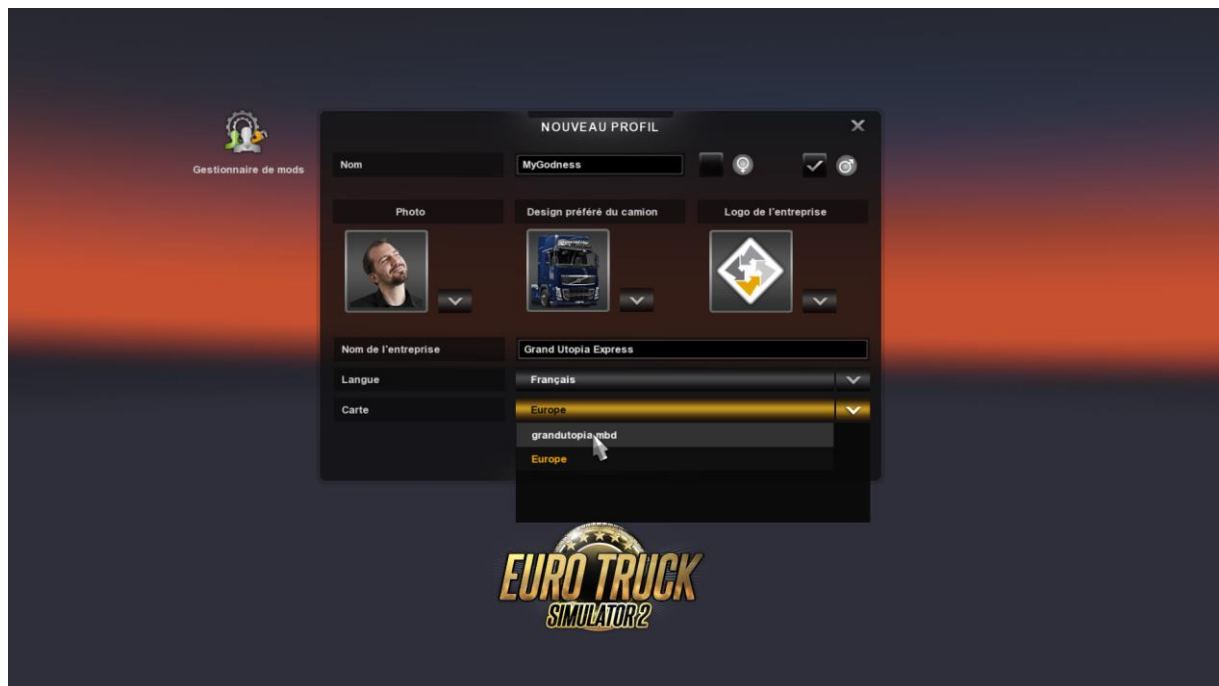 NOUVEAU PROFIL
Gestionnaire de mods
Nom
MyGodness
Photo
Design préféré du camion
Logo de l'entreprise
Nom de l'entreprise
Grand Utopia Express
Langue
Français
Carte
Europe
grandutopia.mbd
Europe
EURO TRUCK
SIMULATOR 2